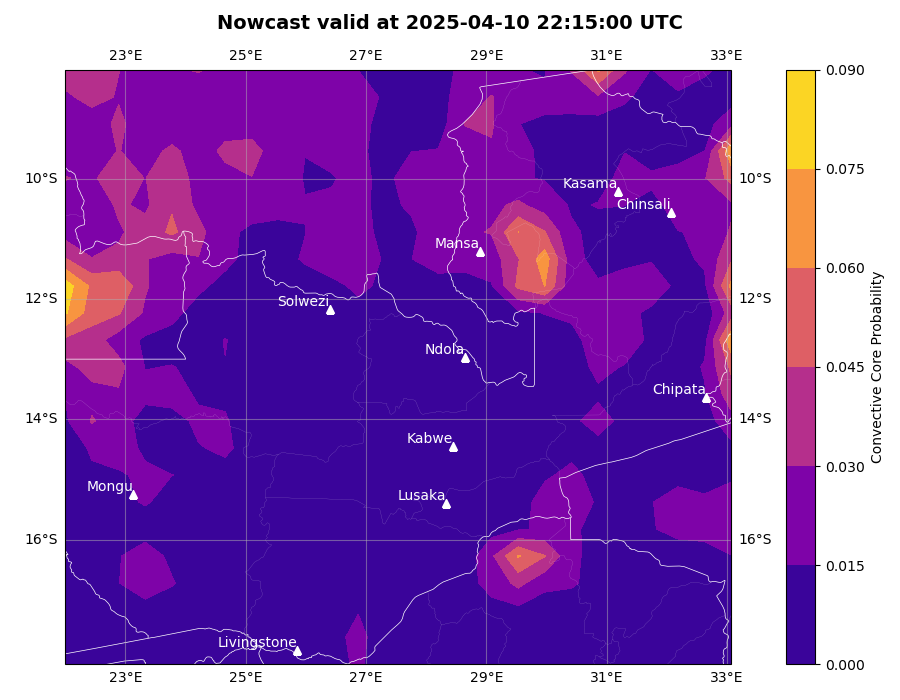 Nowcast valid at 2025-04-10 22:15:00 UTC
23°E 25°E 27°E 29°E 31°E 33°E
0.090
0.075
10°S Kasama 10°S
Chinsali
Mansa
0.060
12°S Solwezi 12°S
Ndola
0.045
Chipata
14°S 14°S
Kabwe
0.030
Mongu Lusaka
16°S 16°S
0.015
Livingstone
0.000
23°E 25°E 27°E 29°E 31°E 33°E
Convective Core Probability